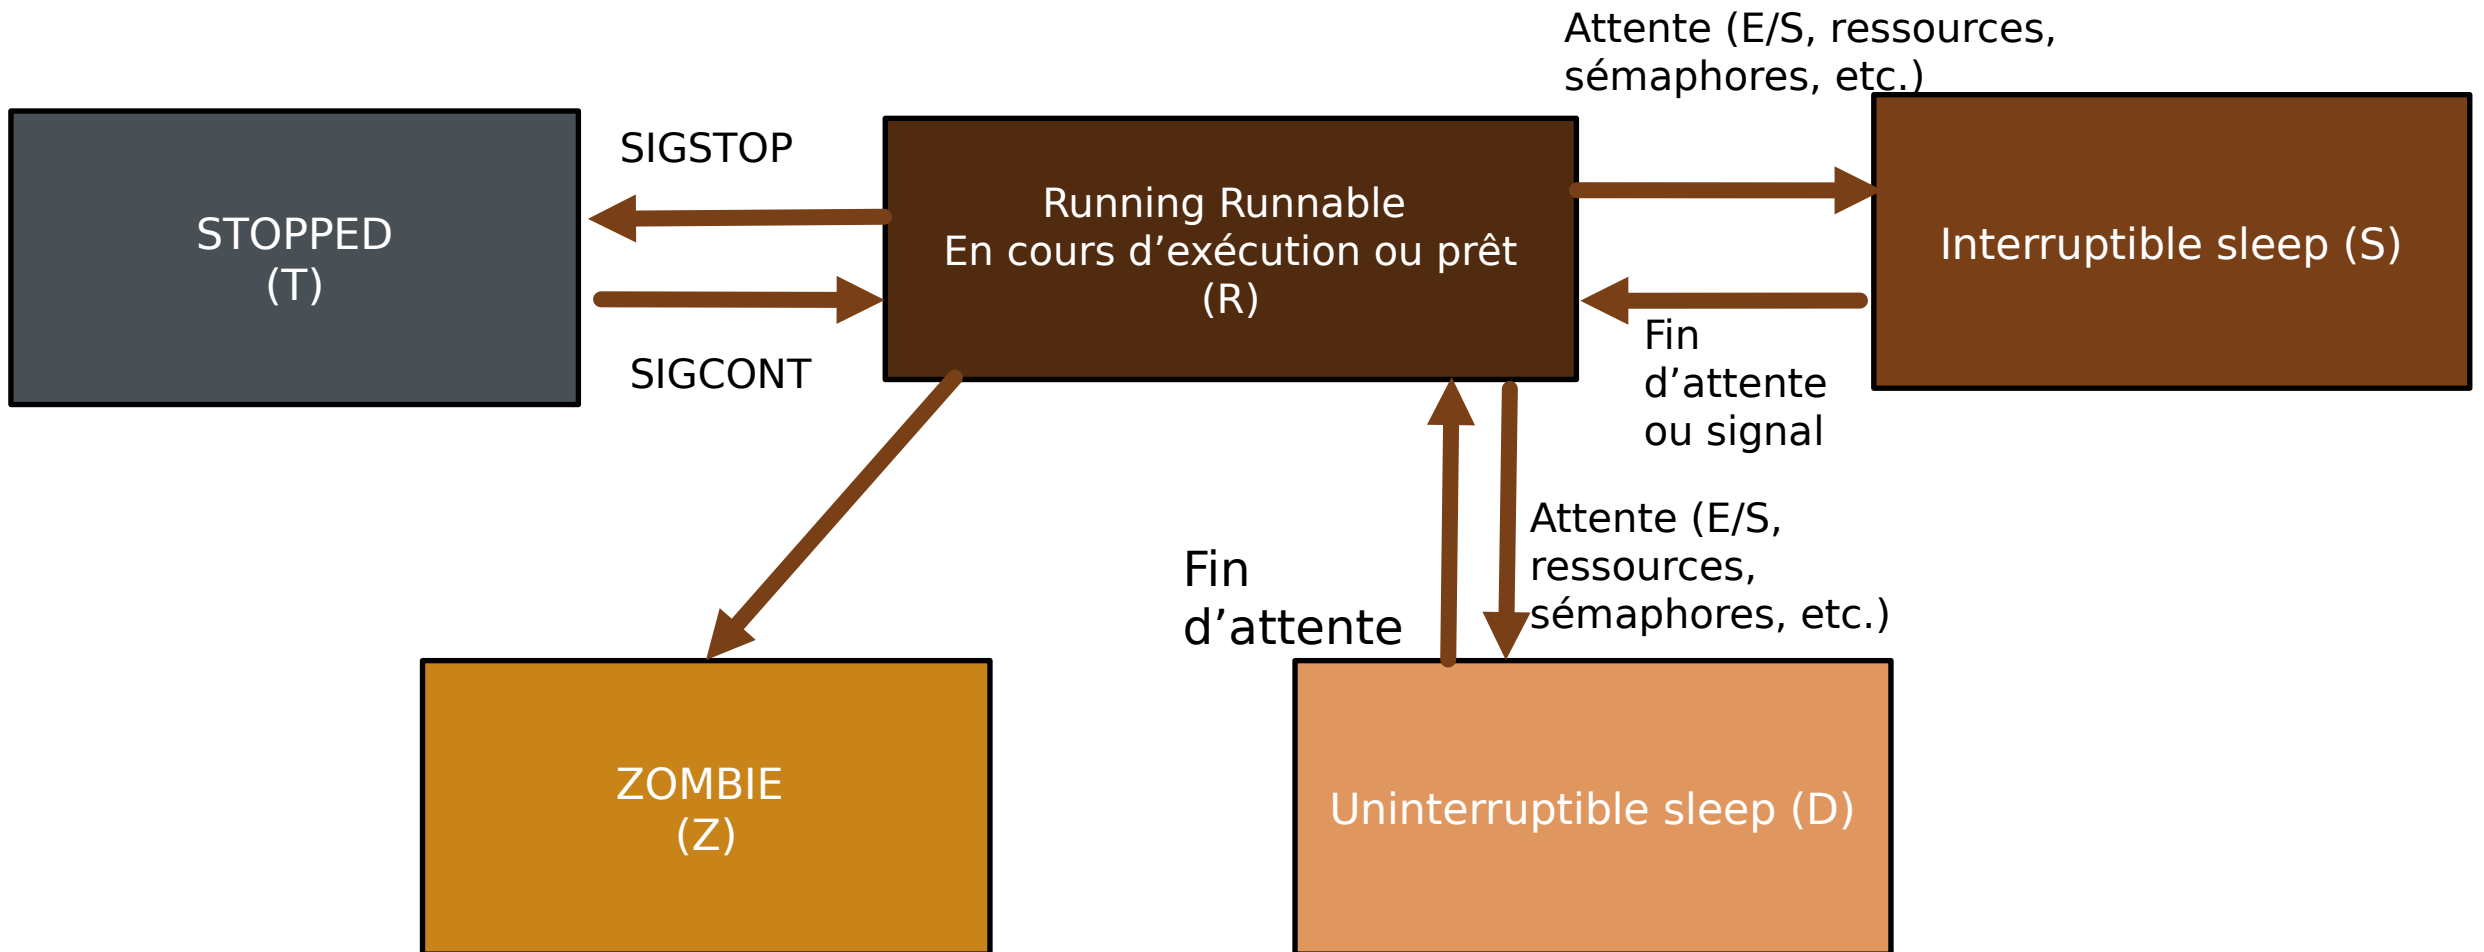 Attente (E/S, ressources,
sémaphores, etc.)
STOPPED
(T)
SIGSTOP
SIGCONT
Running Runnable
En cours d’exécution ou prêt
(R)
Interruptible sleep (S)
Fin
d’attente
ou signal
Attente (E/S,
ressources,
sémaphores, etc.)
Fin
d’attente
ZOMBIE
(Z)
Uninterruptible sleep (D)